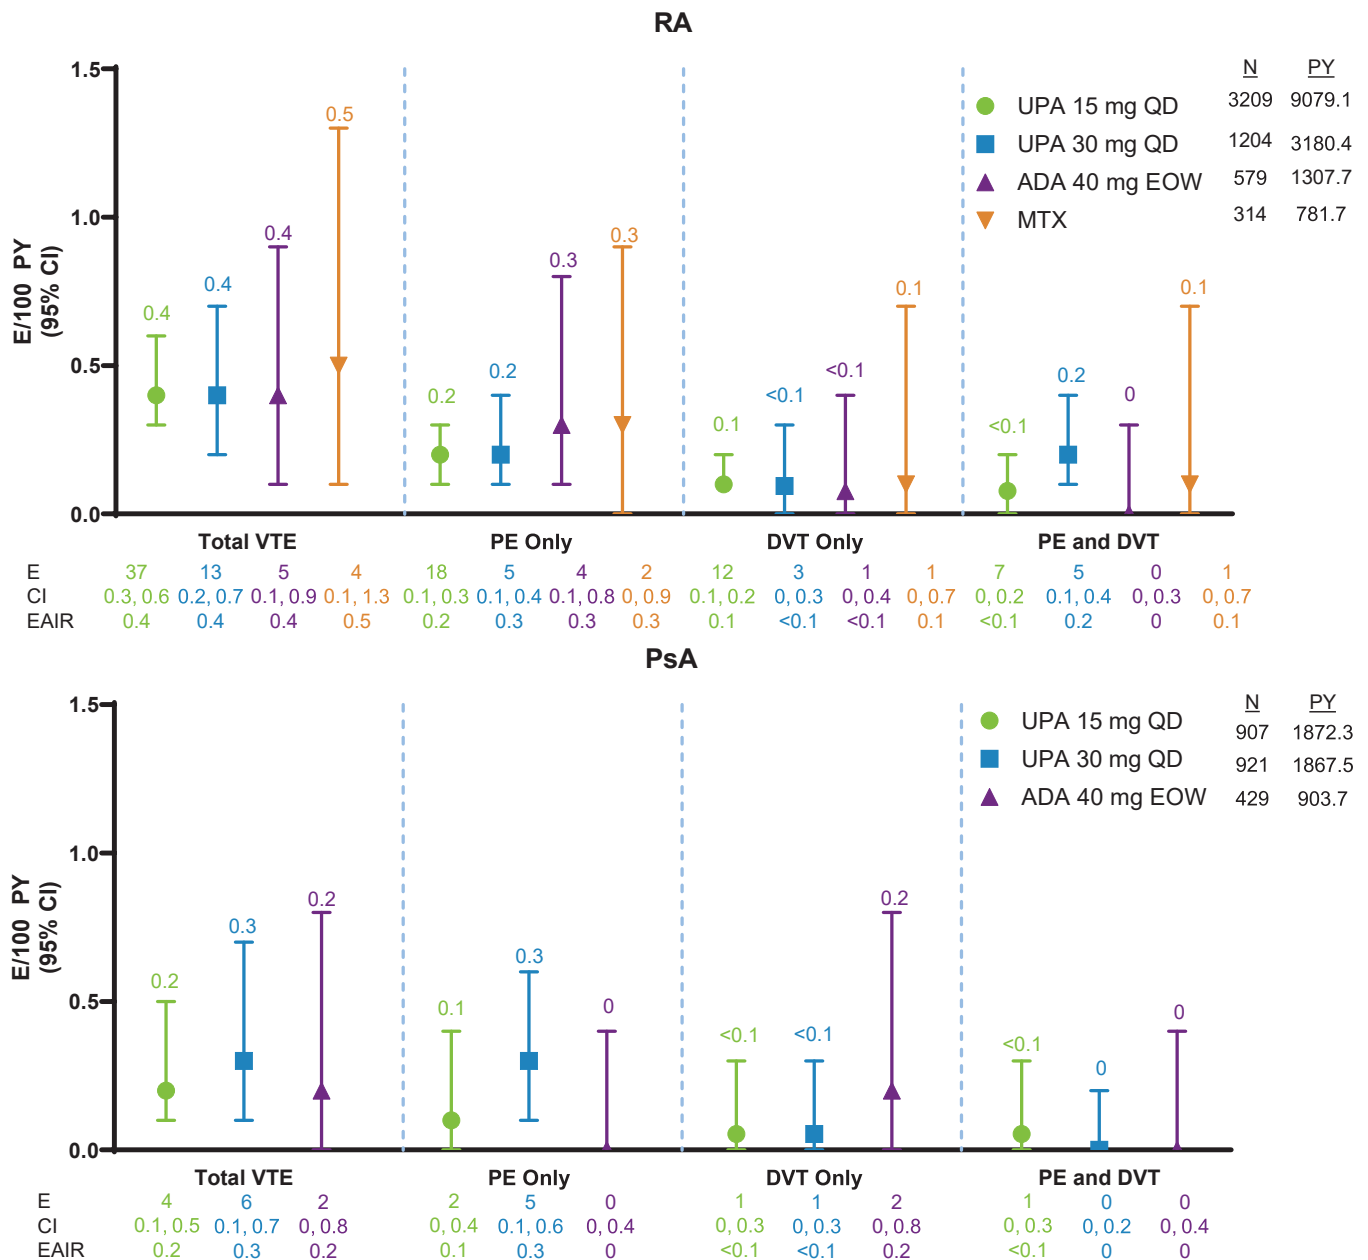 RA
N PY
UPA 15 mg QD 3209 9079.1
UPA 30 mg QD 1204 3180.4
ADA 40 mg EOW 579 1307.7
MTX 314 781.7
E/100 PY
(95% CI)
1.5
1.0
0.5
0.0
0.4 0.4 0.4 0.5
0.2 0.2 0.3 0.3
0.1 <0.1 <0.1 0.1
<0.1 0.2 0 0.1
Total VTE PE Only DVT Only PE and DVT
E 37 13 5 4 18 5 4 2 12 3 1 1 7 5 0 1
CI 0.3, 0.6 0.2, 0.7 0.1, 0.9 0.1, 1.3 0.1, 0.3 0.1, 0.4 0.1, 0.8 0, 0.9 0.1, 0.2 0, 0.3 0, 0.4 0, 0.7 0, 0.2 0.1, 0.4 0, 0.3 0, 0.7
EAIR 0.4 0.4 0.4 0.5 0.2 0.3 0.3 0.3 0.1 <0.1 <0.1 0.1 <0.1 0.2 0 0.1
PsA
N PY
UPA 15 mg QD 907 1872.3
UPA 30 mg QD 921 1867.5
ADA 40 mg EOW 429 903.7
E/100 PY
(95% CI)
1.5
1.0
0.5
0.0
0.2 0.3 0.2
0.1 0.3 0
<0.1 <0.1 0.2
<0.1 0 0
Total VTE PE Only DVT Only PE and DVT
E 4 6 2 2 5 0 1 1 2 1 0 0
CI 0.1, 0.5 0.1, 0.7 0, 0.8 0, 0.4 0.1, 0.6 0, 0.4 0, 0.3 0, 0.3 0, 0.8 0, 0.3 0, 0.2 0, 0.4
EAIR 0.2 0.3 0.2 0.1 0.3 0 <0.1 <0.1 0.2 <0.1 0 0